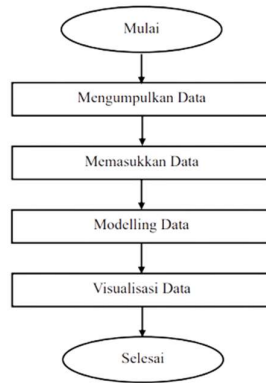 Mulai
Mengumpulkan Data
Memasukkan Data
Modelling Data
Visualisasi Data
Selesai